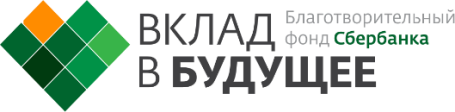 ВКЛАД
В БУДУЩЕЕ
Благотворительный
фонд Сбербанка